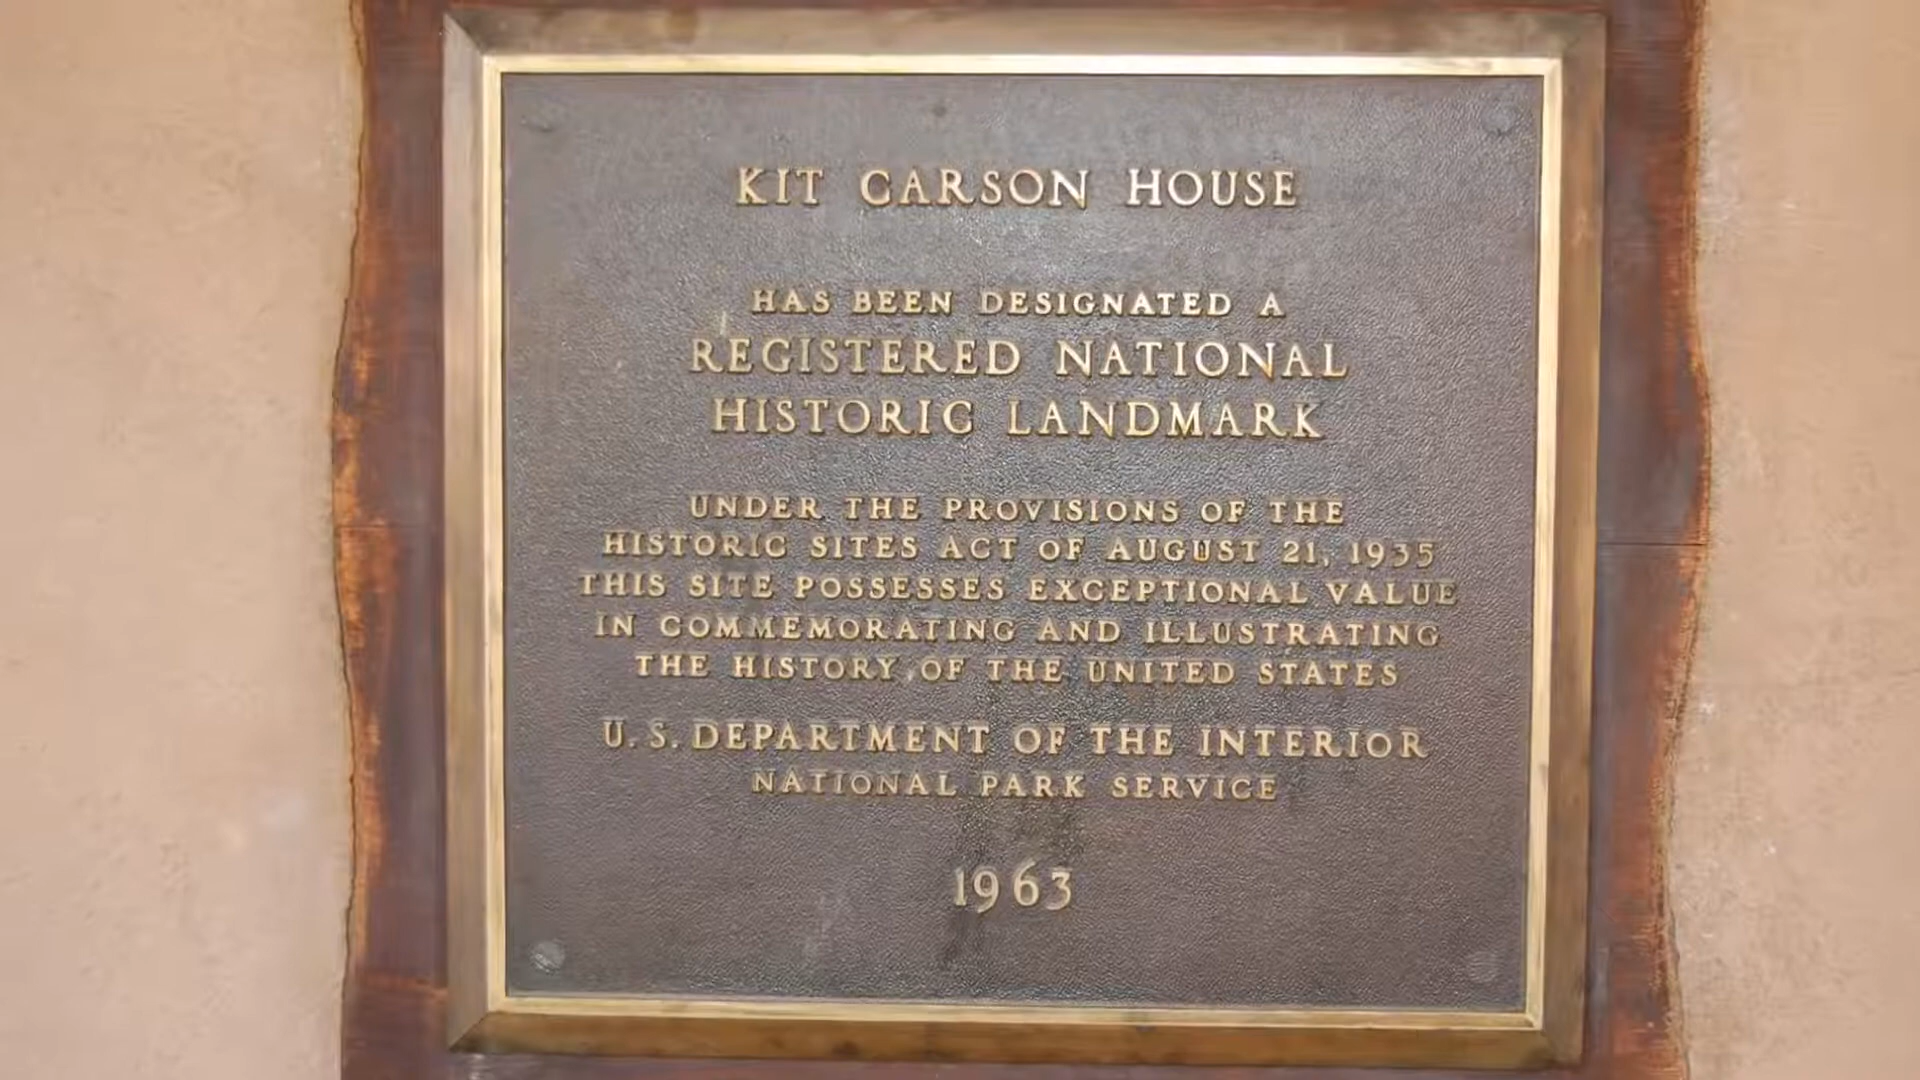 KIT CARSON HOUSE
HAS BEEN DESIGNATED A
REGISTERED NATIONAL
HISTORIC LANDMARK
UNDER THE PROVISIONS OF THE
HISTORIC SITES ACT OF AUGUST 21, 1935
THIS SITE POSSESSES EXCEPTIONAL VALUE
IN COMMEMORATING AND ILLUSTRATING
THE HISTORY OF THE UNITED STATES
U. S. DEPARTMENT OF THE INTERIOR
NATIONAL PARK SERVICE
1963